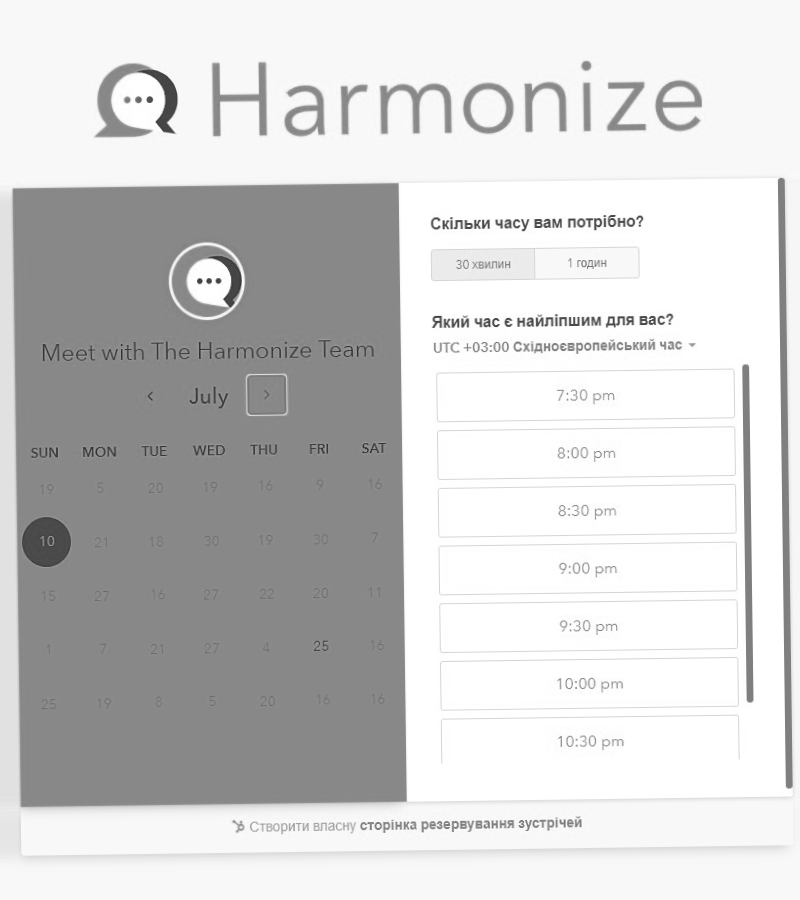 Harmonize
Meet with The Harmonize Team
July
SUN MON TUE WED THU FRI SAT
19 5 20 19 16 9 16
10 21 18 30 19 30 7
15 27 16 27 22 20 11
1 7 21 27 4 25 16
25 19 8 5 20 16 16
Скільки часу вам потрібно?
30 хвилин 1 годин
Який час є найліпшим для вас?
UTC +03:00 Східноєвропейський час
7:30 pm
8:00 pm
8:30 pm
9:00 pm
9:30 pm
10:00 pm
10:30 pm
Створити власну сторінка резервування зустрічей